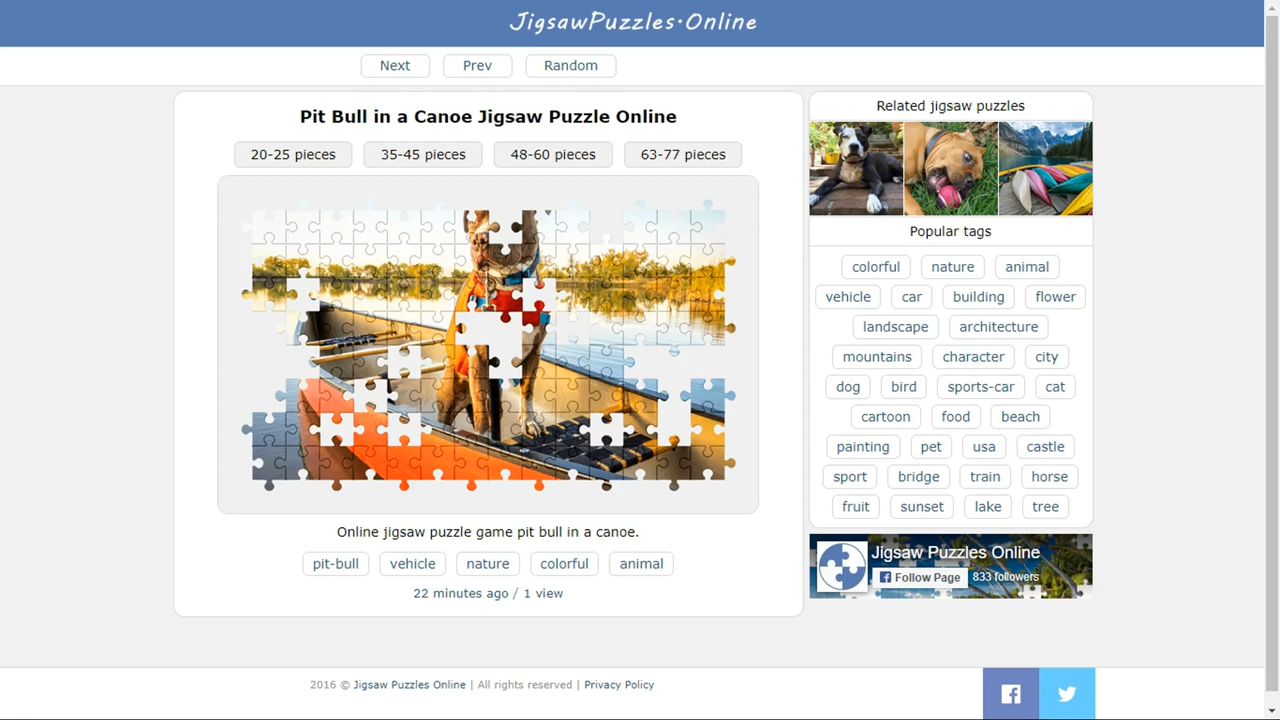 JigsawPuzzles·Online
Next Prev Random
Pit Bull in a Canoe Jigsaw Puzzle Online
20-25 pieces 35-45 pieces 48-60 pieces 63-77 pieces
Online jigsaw puzzle game pit bull in a canoe.
pit-bull vehicle nature colorful animal
22 minutes ago / 1 view
Related jigsaw puzzles
Popular tags
colorful nature animal
vehicle car building flower
landscape architecture
mountains character city
dog bird sports-car cat
cartoon food beach
painting pet usa castle
sport bridge train horse
fruit sunset lake tree
Jigsaw Puzzles Online
Follow Page 833 followers
2016 © Jigsaw Puzzles Online | All rights reserved | Privacy Policy